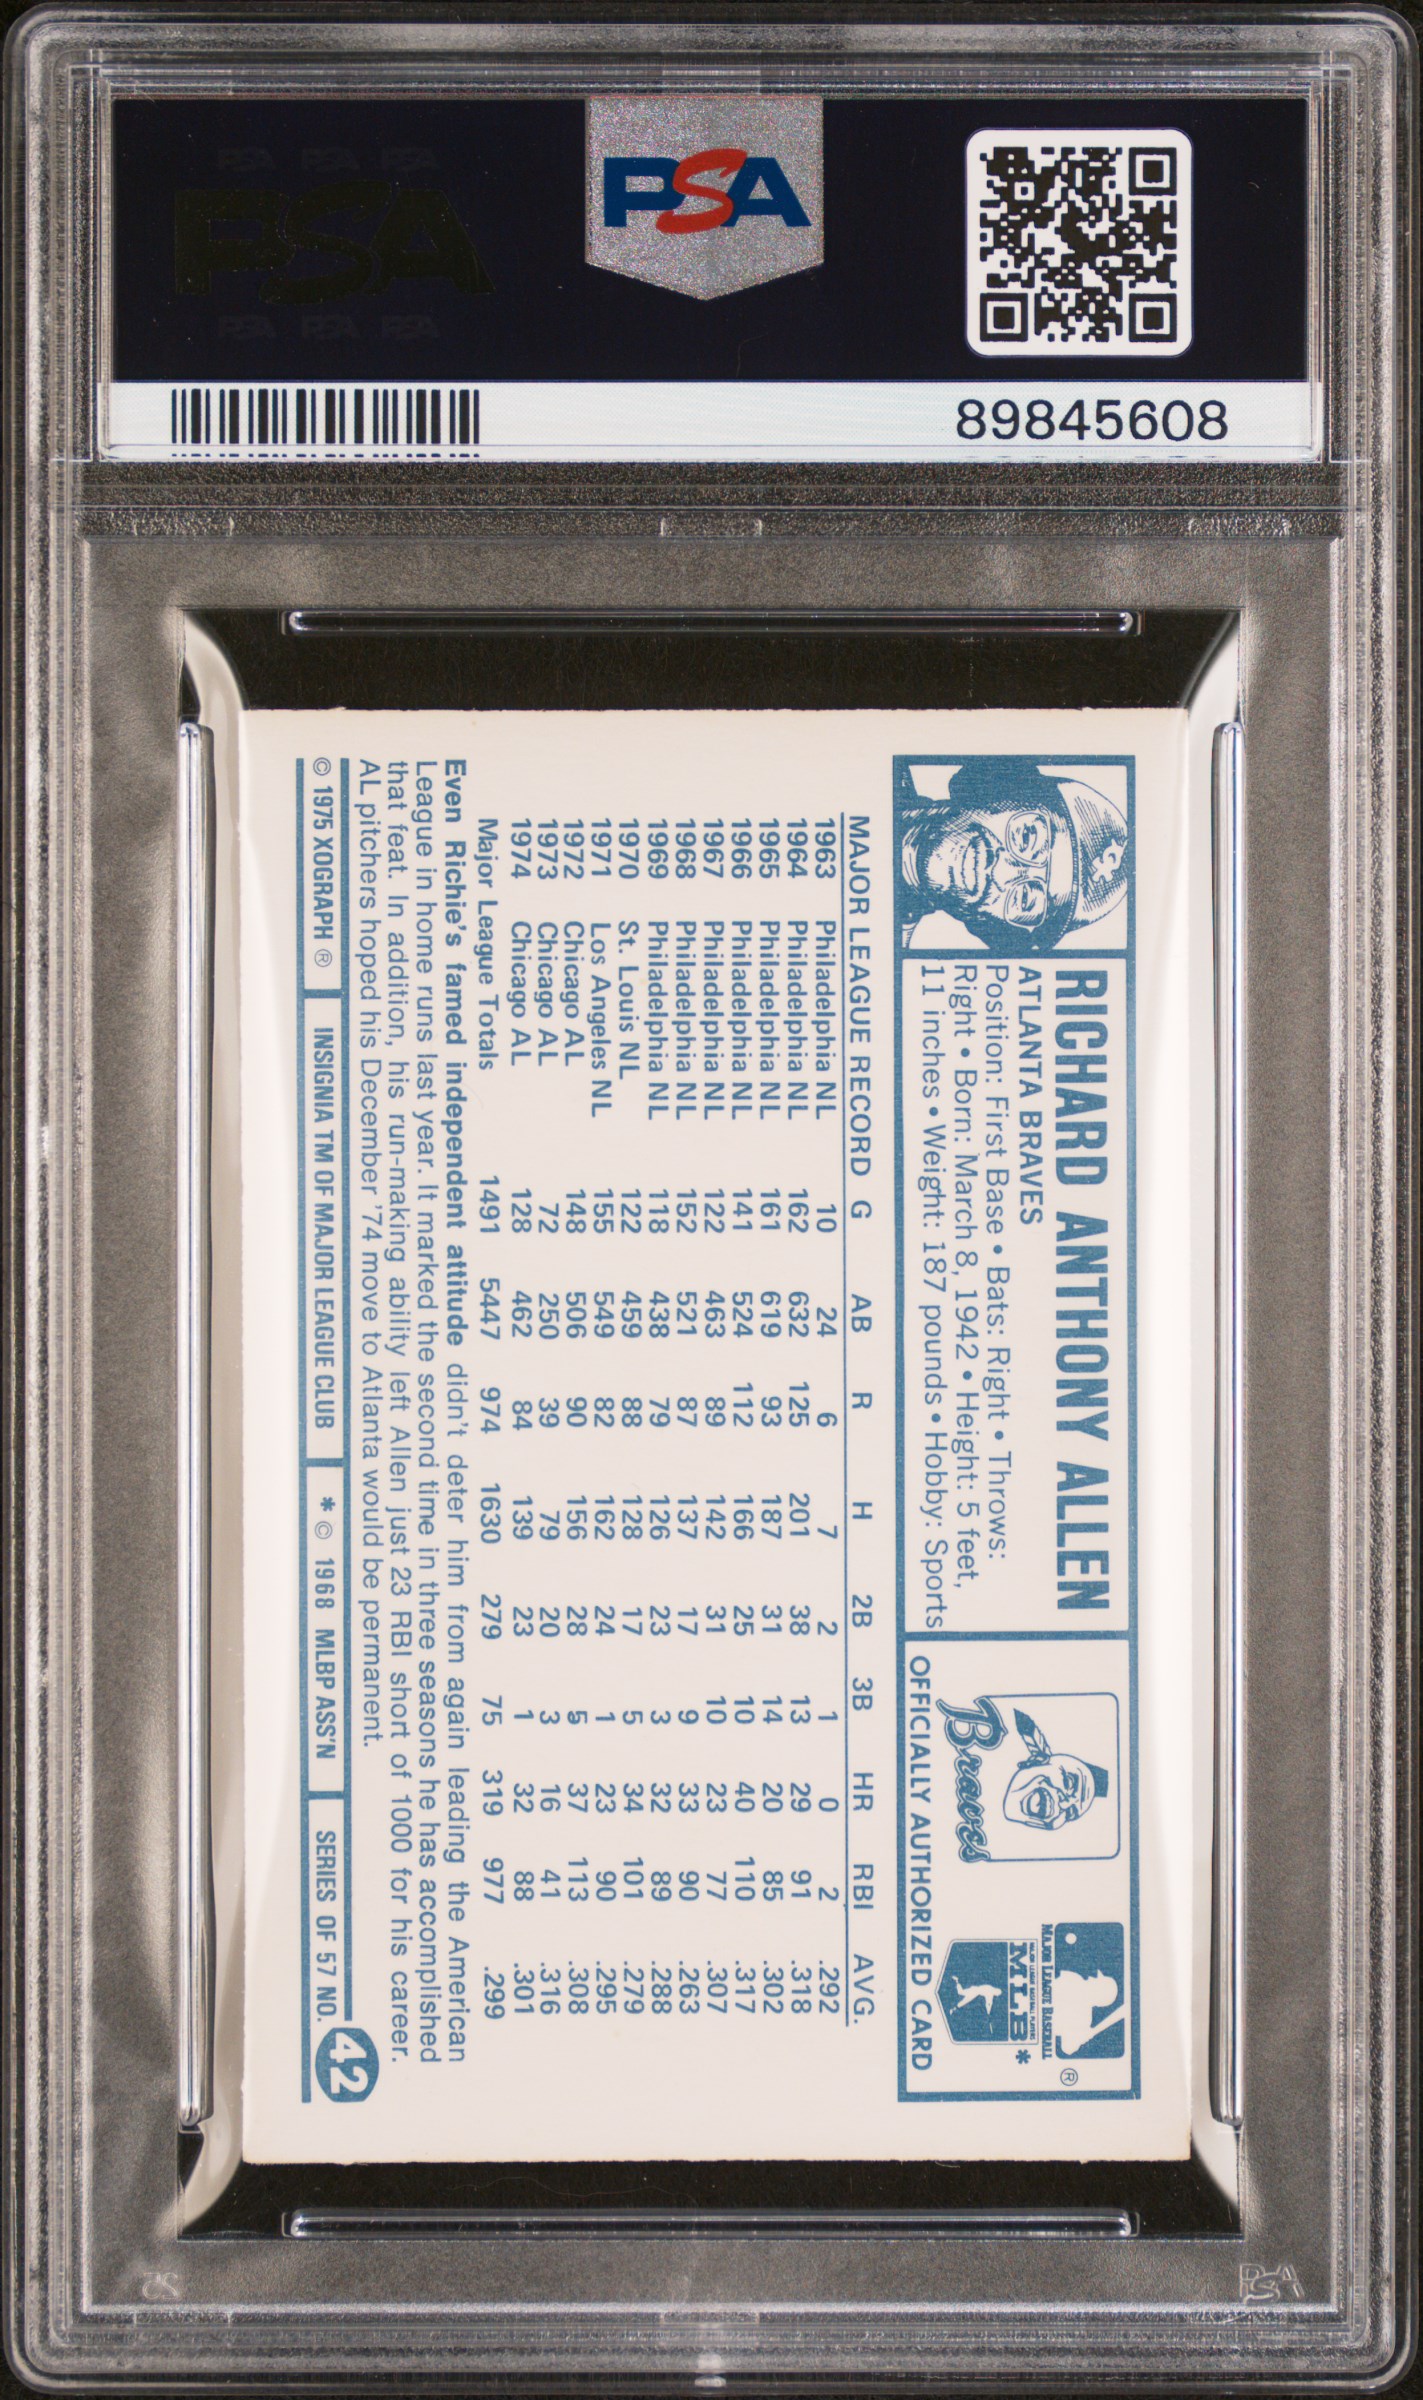 PSA PSA PSA
PSA
PSA PSA PSA
PSA
89845608
RICHARD ANTHONY ALLEN
ATLANTA BRAVES
Position: First Base • Bats: Right • Throws:
Right • Born: March 8, 1942 • Height: 5 feet,
11 inches • Weight: 187 pounds • Hobby: Sports
Braves
MAJOR LEAGUE BASEBALL
®
MLB *
OFFICIALLY AUTHORIZED CARD
MAJOR LEAGUE RECORD G AB R H 2B 3B HR RBI AVG.
1963 Philadelphia NL 10 24 6 7 2 1 0 2 .292
1964 Philadelphia NL 162 632 125 201 38 13 29 91 .318
1965 Philadelphia NL 161 619 93 187 31 14 20 85 .302
1966 Philadelphia NL 141 524 112 166 25 10 40 110 .317
1967 Philadelphia NL 122 463 89 142 31 10 23 77 .307
1968 Philadelphia NL 152 521 87 137 17 9 33 90 .263
1969 Philadelphia NL 118 438 79 126 23 3 32 89 .288
1970 St. Louis NL 122 459 88 128 17 5 34 101 .279
1971 Los Angeles NL 155 549 82 162 24 1 23 90 .295
1972 Chicago AL 148 506 90 156 28 5 37 113 .308
1973 Chicago AL 72 250 39 79 20 3 16 41 .316
1974 Chicago AL 128 462 84 139 23 1 32 88 .301
Major League Totals 1491 5447 974 1630 279 75 319 977 .299
Even Richie's famed independent attitude didn't deter him from again leading the American
League in home runs last year. It marked the second time in three seasons he has accomplished
that feat. In addition, his run-making ability left Allen just 23 RBI short of 1000 for his career.
AL pitchers hoped his December '74 move to Atlanta would be permanent.
© 1975 XOGRAPH ® INSIGNIA TM OF MAJOR LEAGUE CLUB * © 1968 MLBP ASS'N SERIES OF 57 NO. 42
PSA